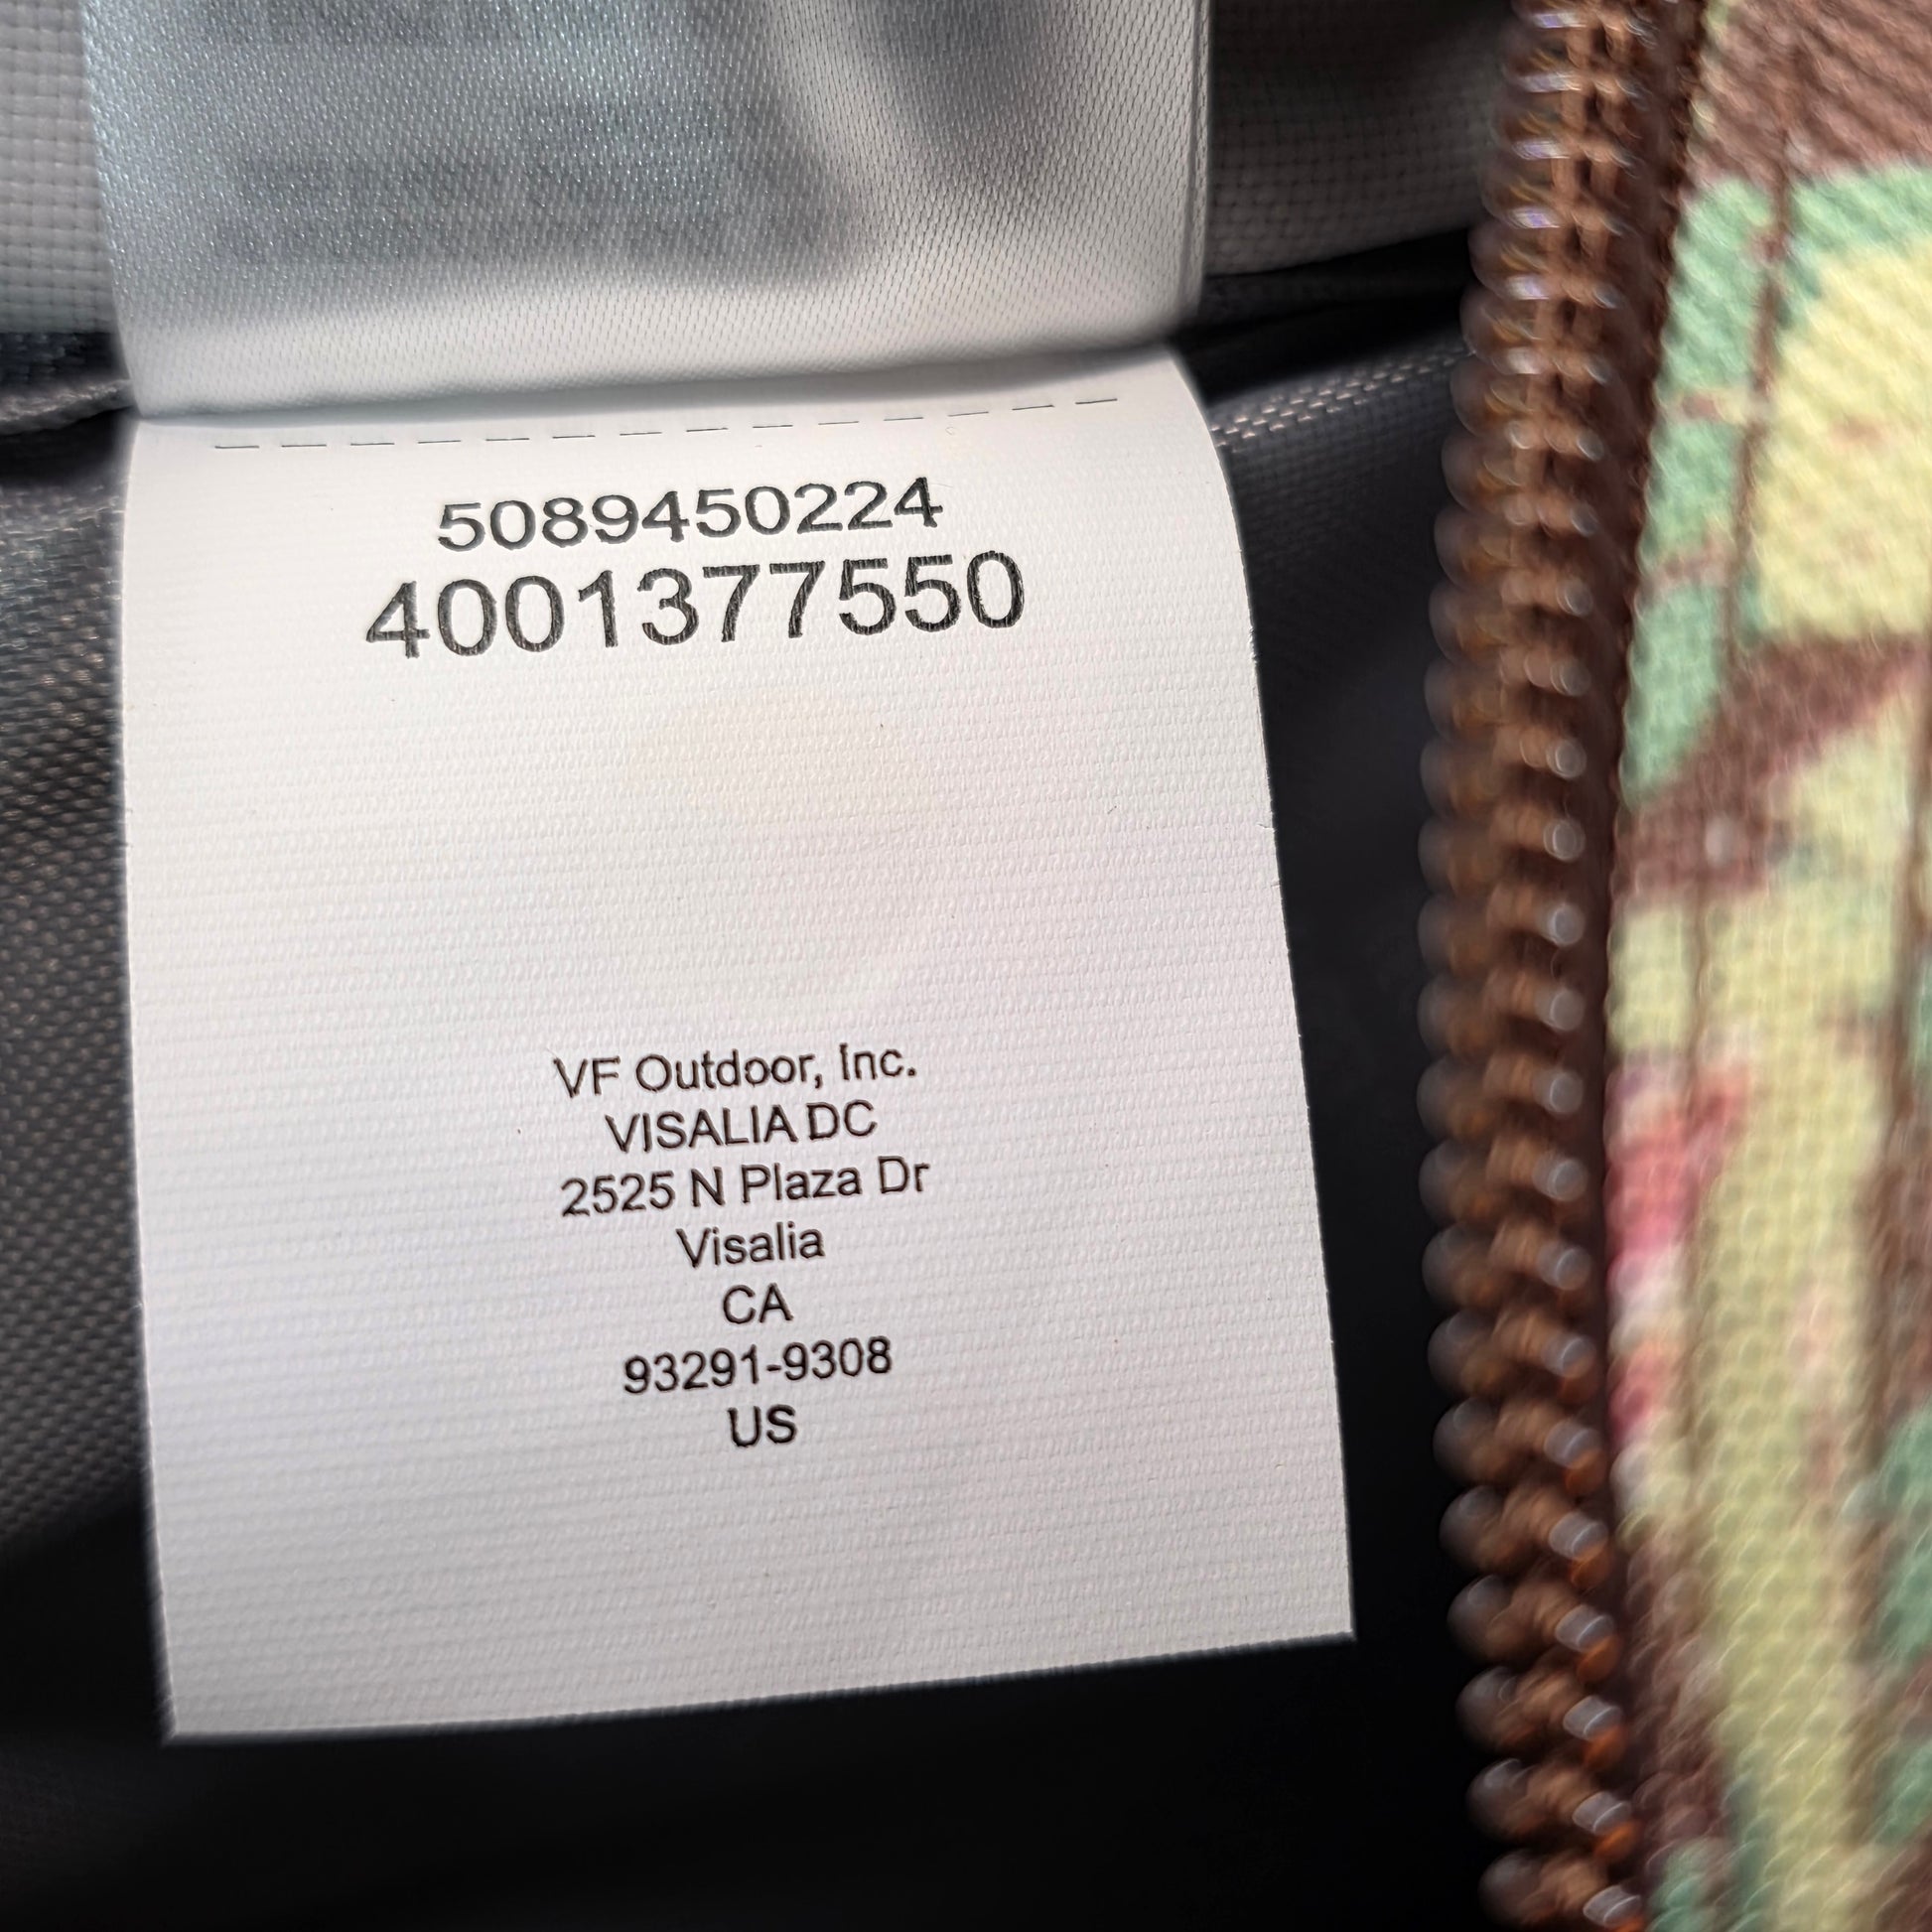 5089450224
4001377550
VF Outdoor, Inc.
VISALIA DC
2525 N Plaza Dr
Visalia
CA
93291-9308
US